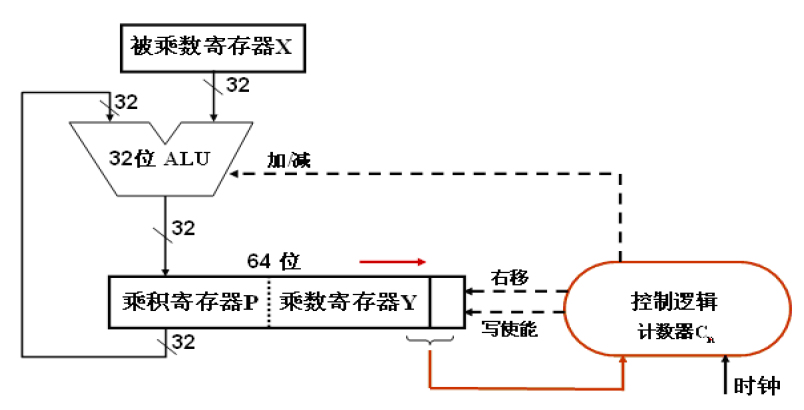 被乘数寄存器X
32
32
32位 ALU
加/减
32
64 位
乘积寄存器P
乘数寄存器Y
右移
写使能
控制逻辑
计数器Cn
32
时钟